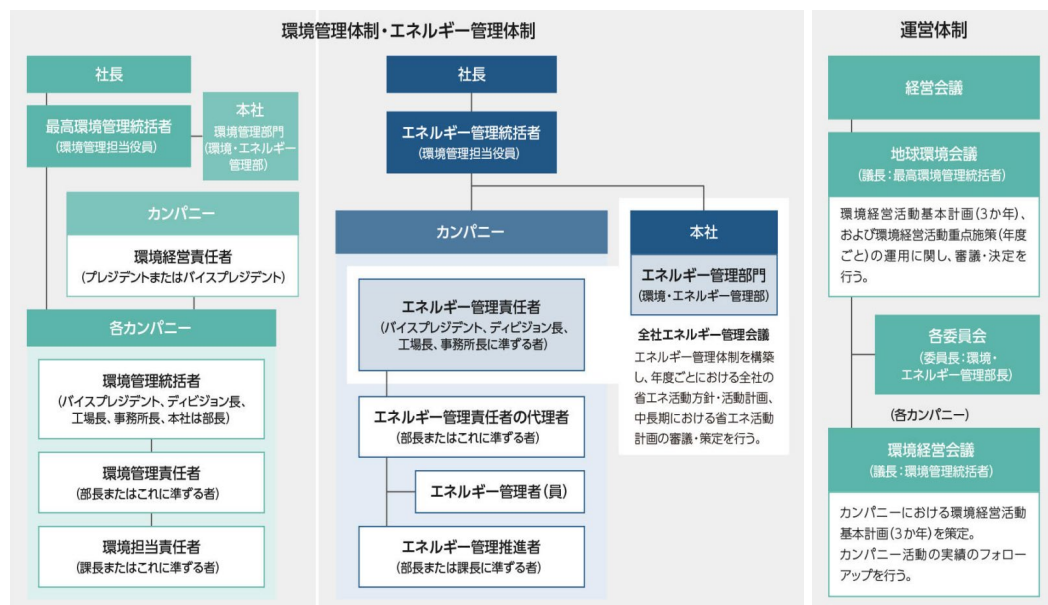 環境管理体制・エネルギー管理体制
社長
最高環境管理統括者
(環境管理担当役員)
本社
環境管理部門
(環境・エネルギー
管理部)
カンパニー
環境経営責任者
(プレジデントまたはバイスプレジデント)
各カンパニー
環境管理統括者
(バイスプレジデント、ディビジョン長、
工場長、事務所長、本社は部長)
環境管理責任者
(部長またはこれに準ずる者)
環境担当責任者
(課長またはこれに準ずる者)
社長
エネルギー管理統括者
(環境管理担当役員)
カンパニー
エネルギー管理責任者
(バイスプレジデント、ディビジョン長、
工場長、事務所長に準ずる者)
エネルギー管理責任者の代理者
(部長またはこれに準ずる者)
エネルギー管理者(員)
エネルギー管理推進者
(部長または課長に準ずる者)
本社
エネルギー管理部門
(環境・エネルギー管理部)
全社エネルギー管理会議
エネルギー管理体制を構築
し、年度ごとにおける全社の
省エネ活動方針・活動計画、
中長期における省エネ活動
計画の審議・策定を行う。
運営体制
経営会議
地球環境会議
(議長:最高環境管理統括者)
環境経営活動基本計画(3か年)、
および環境経営活動重点施策(年度
ごと)の運用に関し、審議・決定を
行う。
各委員会
(委員長:環境・
エネルギー管理部長)
(各カンパニー)
環境経営会議
(議長:環境管理統括者)
カンパニーにおける環境経営活動
基本計画(3か年)を策定。
カンパニー活動の実績のフォロー
アップを行う。